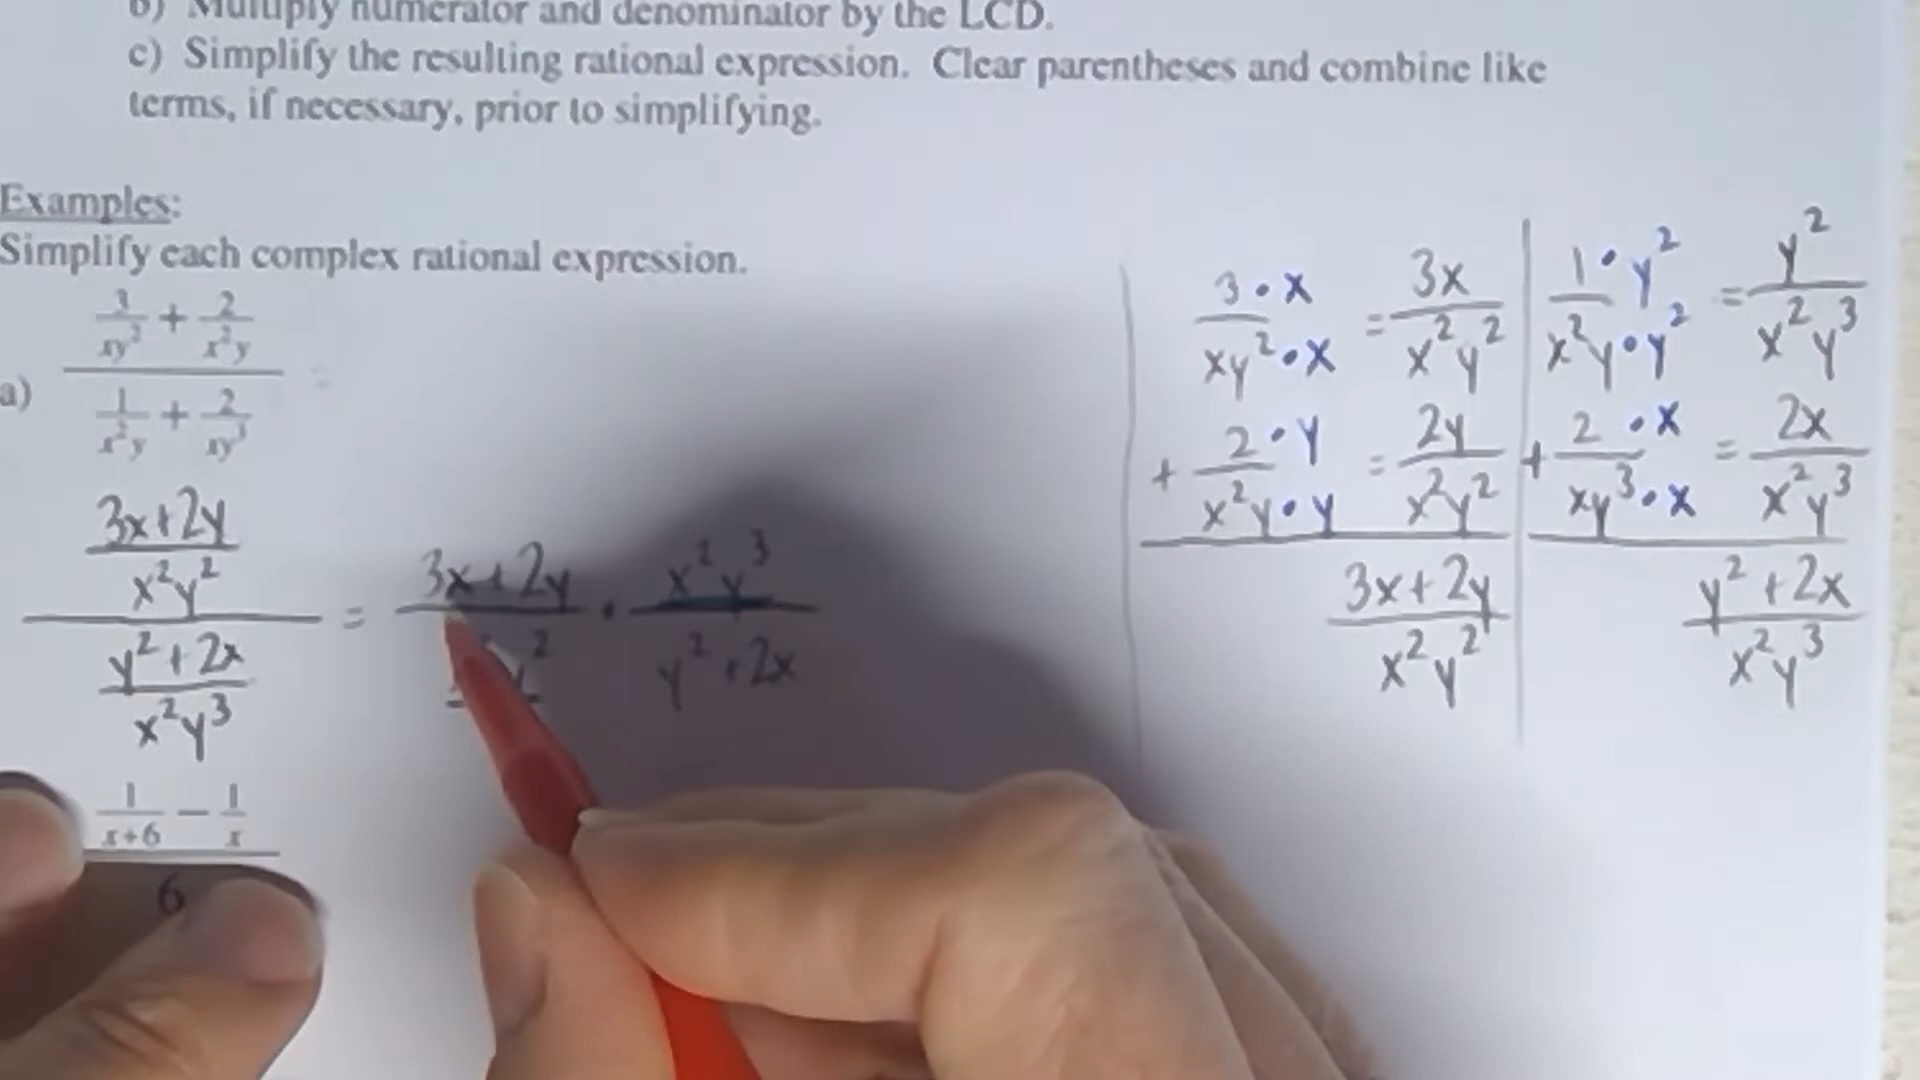 b) Multiply numerator and denominator by the LCD.
c) Simplify the resulting rational expression. Clear parentheses and combine like
terms, if necessary, prior to simplifying.
Examples:
Simplify each complex rational expression.
a) (3/xy² + 2/x²y) / (1/x²y + 2/xy³) =
((3x+2y)/(x²y²)) / ((y²+2x)/(x²y³)) = (3x+2y)/( y²) · (x²y³)/(y²+2x)
(1/(x+6) − 1/x) / 6
(3·x)/(xy²·x) = 3x/(x²y²)
+ (2·y)/(x²y·y) = 2y/(x²y²)
(3x+2y)/(x²y²)
(1·y²)/(x²y·y²) = y²/(x²y³)
+ (2·x)/(xy³·x) = 2x/(x²y³)
(y²+2x)/(x²y³)